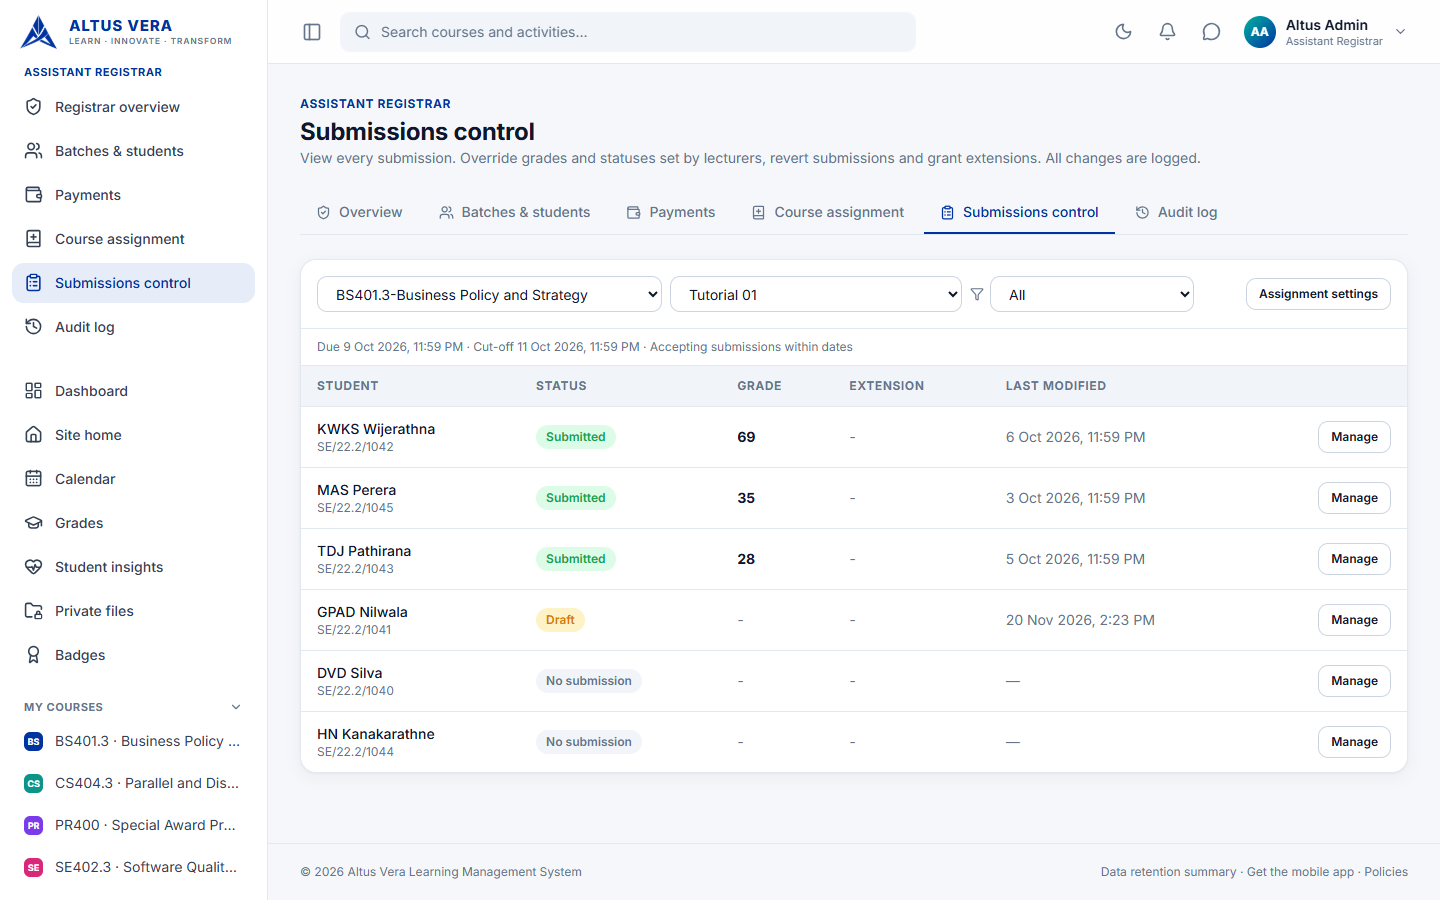 ALTUS VERA
LEARN · INNOVATE · TRANSFORM
ASSISTANT REGISTRAR
Registrar overview
Batches & students
Payments
Course assignment
Submissions control
Audit log
Dashboard
Site home
Calendar
Grades
Student insights
Private files
Badges
MY COURSES
BS BS401.3 · Business Policy ...
CS CS404.3 · Parallel and Dis...
PR PR400 · Special Award Pr...
SE SE402.3 · Software Qualit...
Search courses and activities...
AA Altus Admin
Assistant Registrar
ASSISTANT REGISTRAR
Submissions control
View every submission. Override grades and statuses set by lecturers, revert submissions and grant extensions. All changes are logged.
Overview Batches & students Payments Course assignment Submissions control Audit log
BS401.3-Business Policy and Strategy Tutorial 01 All Assignment settings
Due 9 Oct 2026, 11:59 PM · Cut-off 11 Oct 2026, 11:59 PM · Accepting submissions within dates
STUDENT STATUS GRADE EXTENSION LAST MODIFIED
KWKS Wijerathna
SE/22.2/1042
Submitted 69 - 6 Oct 2026, 11:59 PM Manage
MAS Perera
SE/22.2/1045
Submitted 35 - 3 Oct 2026, 11:59 PM Manage
TDJ Pathirana
SE/22.2/1043
Submitted 28 - 5 Oct 2026, 11:59 PM Manage
GPAD Nilwala
SE/22.2/1041
Draft - - 20 Nov 2026, 2:23 PM Manage
DVD Silva
SE/22.2/1040
No submission - - — Manage
HN Kanakarathne
SE/22.2/1044
No submission - - — Manage
© 2026 Altus Vera Learning Management System
Data retention summary · Get the mobile app · Policies